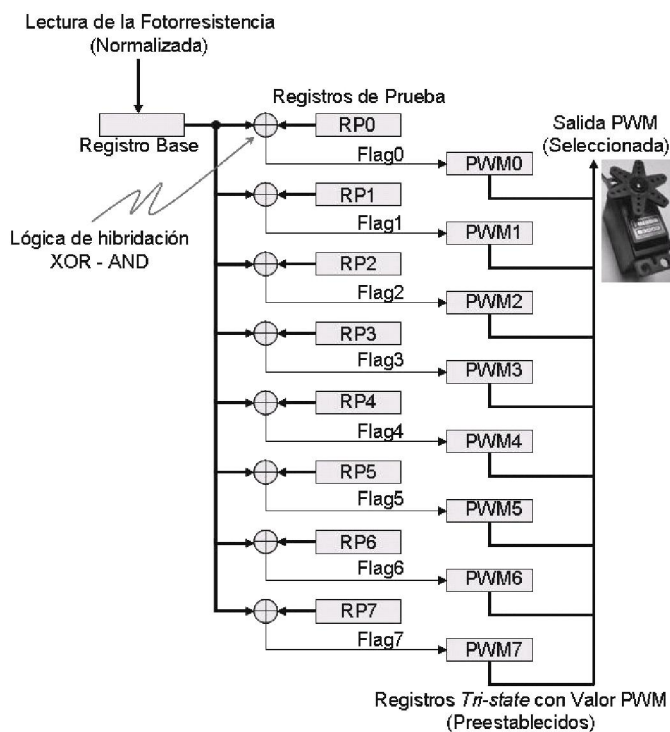 Lectura de la Fotorresistencia
(Normalizada)
Registros de Prueba
Registro Base
RP0
Salida PWM
(Seleccionada)
Flag0
PWM0
RP1
Flag1
PWM1
Lógica de hibridación
XOR - AND
RP2
Flag2
PWM2
RP3
Flag3
PWM3
RP4
Flag4
PWM4
RP5
Flag5
PWM5
RP6
Flag6
PWM6
RP7
Flag7
PWM7
Registros Tri-state con Valor PWM
(Preestablecidos)